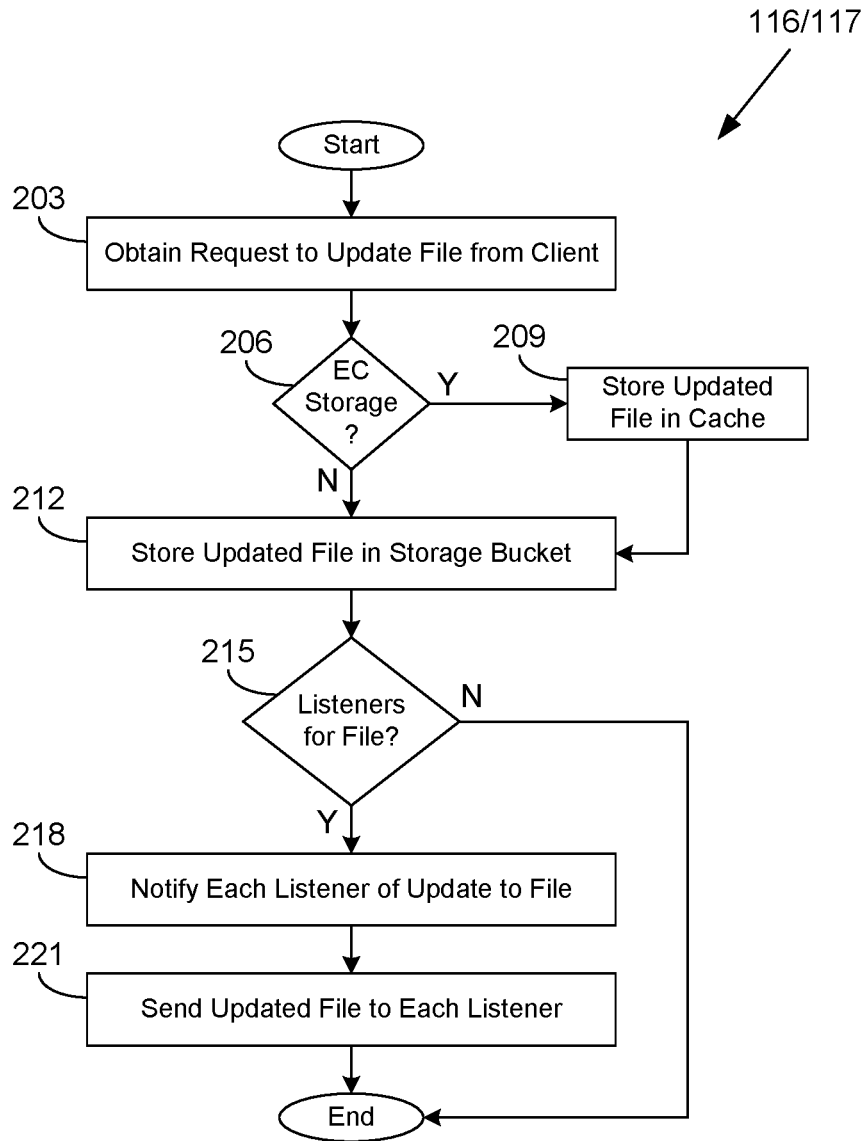 116/117
Start
203
Obtain Request to Update File from Client
206
EC
Storage
?
Y
209
Store Updated
File in Cache
N
212
Store Updated File in Storage Bucket
215
Listeners
for File?
N
Y
218
Notify Each Listener of Update to File
221
Send Updated File to Each Listener
End